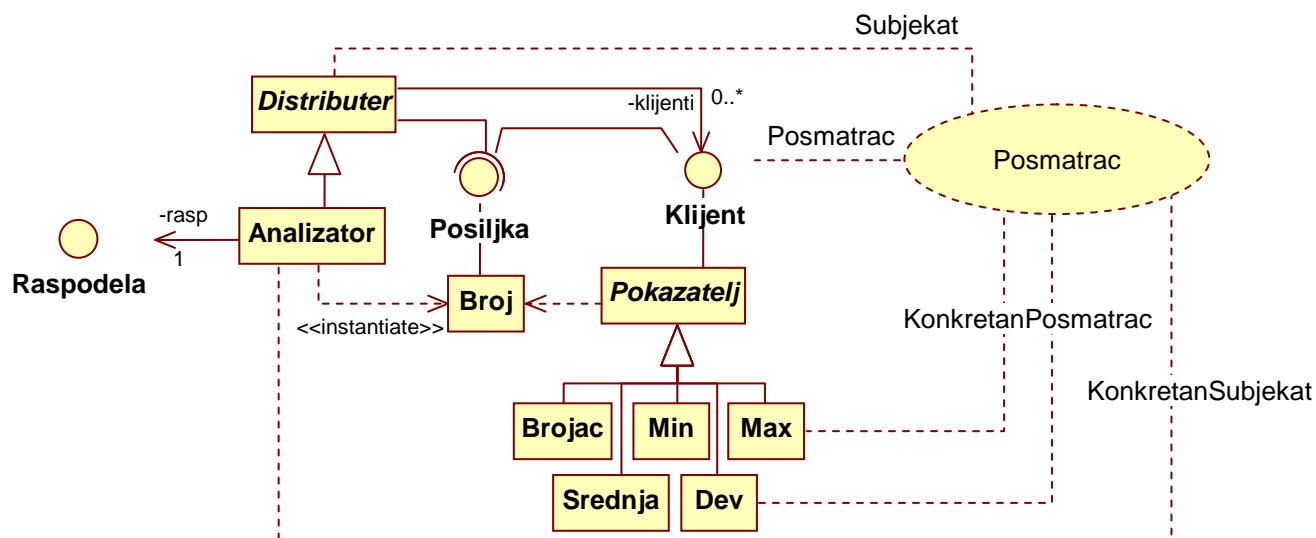 Subjekat
Distributer
-klijenti
0..*
Posmatrac
Posmatrac
-rasp
1
Analizator
Posiljka
Klijent
Raspodela
Broj
Pokazatelj
<<instantiate>>
KonkretanPosmatrac
KonkretanSubjekat
Brojac
Min
Max
Srednja
Dev